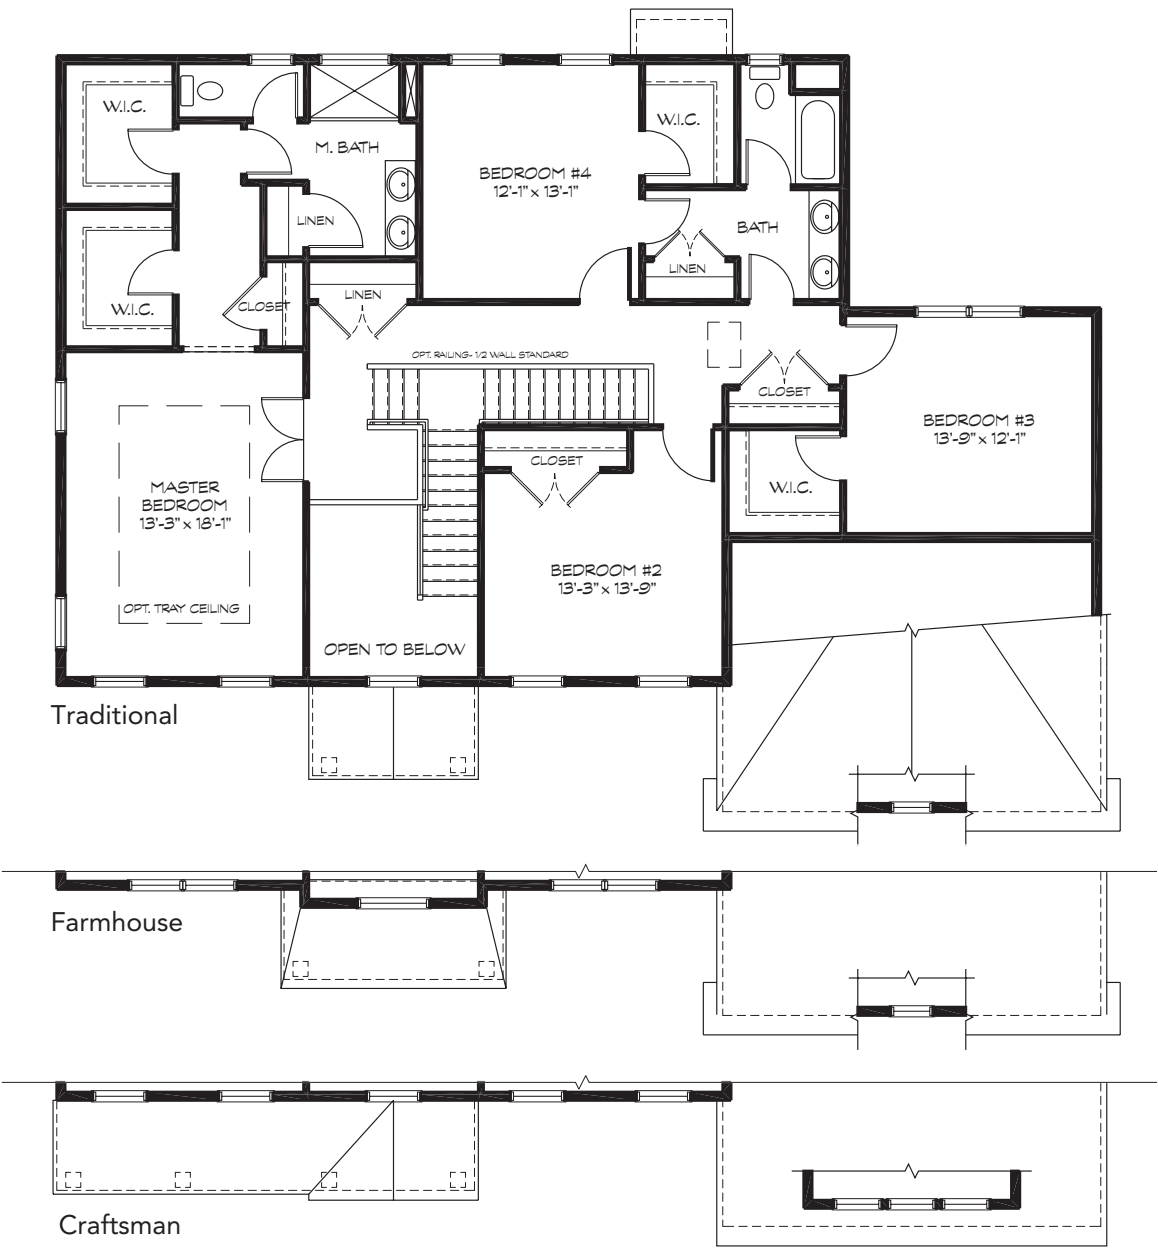 W.I.C.
M. BATH
BEDROOM #4
12'-1" x 13'-1"
W.I.C.
LINEN
BATH
LINEN
W.I.C.
CLOSET
LINEN
OPT. RAILING- 1/2 WALL STANDARD
CLOSET
BEDROOM #3
13'-9" x 12'-1"
CLOSET
W.I.C.
MASTER
BEDROOM
13'-3" x 18'-1"
BEDROOM #2
13'-3" x 13'-9"
OPT. TRAY CEILING
OPEN TO BELOW
Traditional
Farmhouse
Craftsman